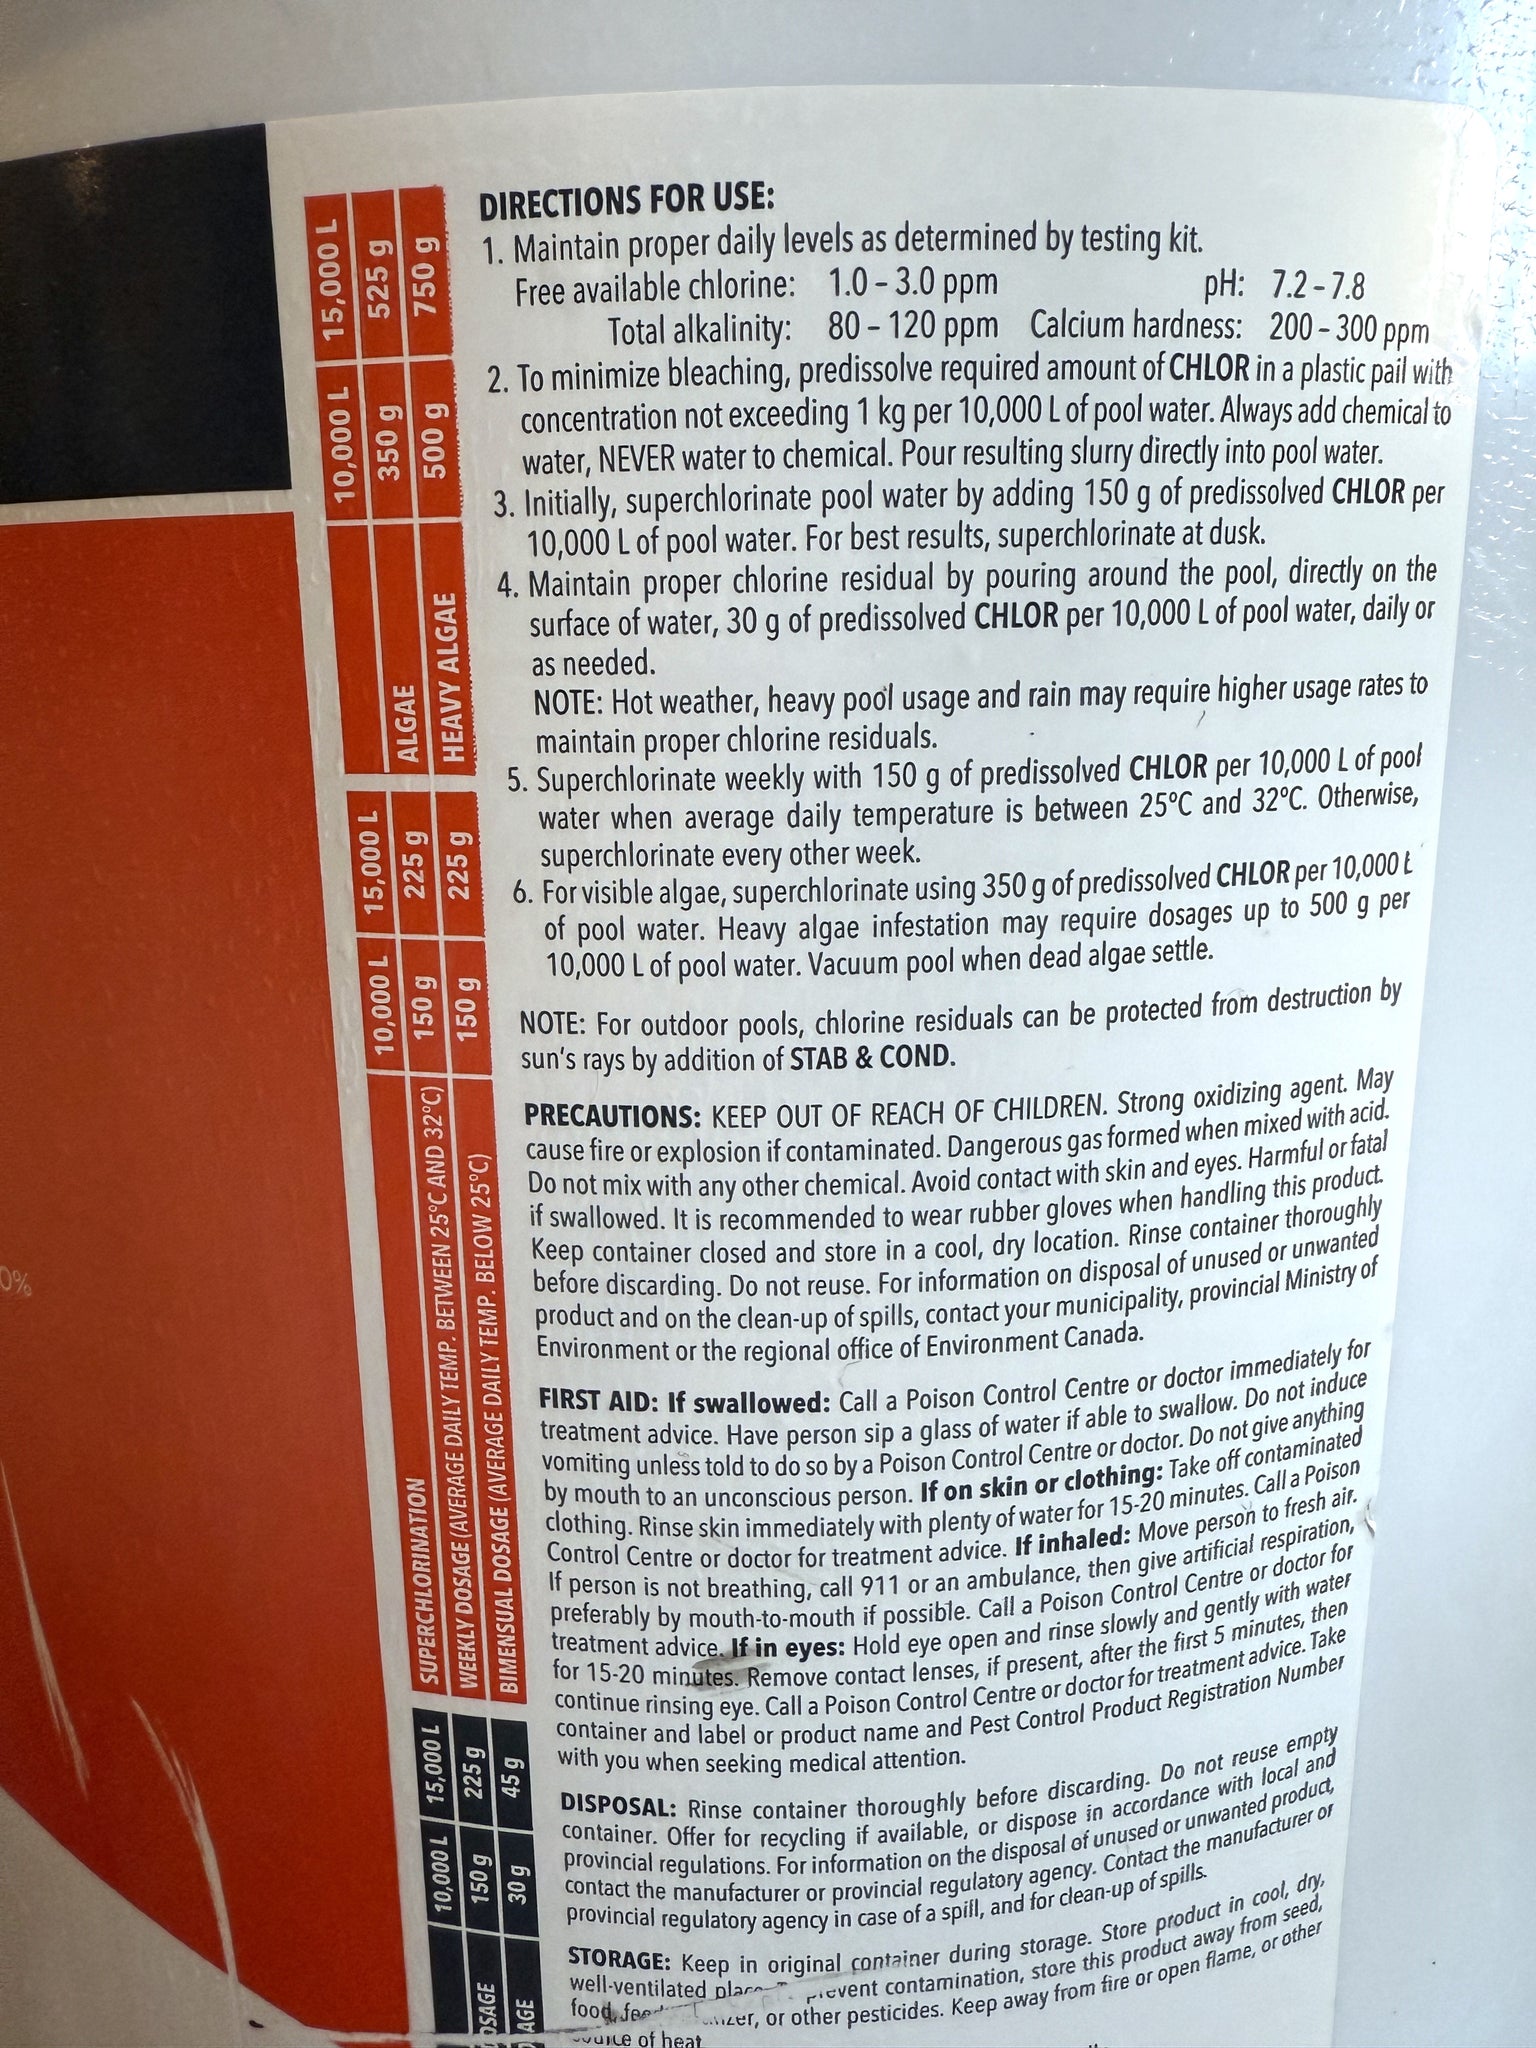 15,000 L
525 g
750 g
10,000 L
350 g
500 g
ALGAE
HEAVY ALGAE
15,000 L
225 g
225 g
10,000 L
150 g
150 g
SUPERCHLORINATION
WEEKLY DOSAGE (AVERAGE DAILY TEMP. BETWEEN 25°C AND 32°C)
BIMENSUAL DOSAGE (AVERAGE DAILY TEMP. BELOW 25°C)
15,000 L
225 g
45 g
10,000 L
150 g
30 g
OSAGE
AGE
0%
DIRECTIONS FOR USE:
1. Maintain proper daily levels as determined by testing kit.
Free available chlorine: 1.0 – 3.0 ppm pH: 7.2 – 7.8
Total alkalinity: 80 – 120 ppm Calcium hardness: 200 – 300 ppm
2. To minimize bleaching, predissolve required amount of CHLOR in a plastic pail with
concentration not exceeding 1 kg per 10,000 L of pool water. Always add chemical to
water, NEVER water to chemical. Pour resulting slurry directly into pool water.
3. Initially, superchlorinate pool water by adding 150 g of predissolved CHLOR per
10,000 L of pool water. For best results, superchlorinate at dusk.
4. Maintain proper chlorine residual by pouring around the pool, directly on the
surface of water, 30 g of predissolved CHLOR per 10,000 L of pool water, daily or
as needed.
NOTE: Hot weather, heavy pool usage and rain may require higher usage rates to
maintain proper chlorine residuals.
5. Superchlorinate weekly with 150 g of predissolved CHLOR per 10,000 L of pool
water when average daily temperature is between 25°C and 32°C. Otherwise,
superchlorinate every other week.
6. For visible algae, superchlorinate using 350 g of predissolved CHLOR per 10,000 L
of pool water. Heavy algae infestation may require dosages up to 500 g per
10,000 L of pool water. Vacuum pool when dead algae settle.
NOTE: For outdoor pools, chlorine residuals can be protected from destruction by
sun's rays by addition of STAB & COND.
PRECAUTIONS: KEEP OUT OF REACH OF CHILDREN. Strong oxidizing agent. May
cause fire or explosion if contaminated. Dangerous gas formed when mixed with acid.
Do not mix with any other chemical. Avoid contact with skin and eyes. Harmful or fatal
if swallowed. It is recommended to wear rubber gloves when handling this product.
Keep container closed and store in a cool, dry location. Rinse container thoroughly
before discarding. Do not reuse. For information on disposal of unused or unwanted
product and on the clean-up of spills, contact your municipality, provincial Ministry of
Environment or the regional office of Environment Canada.
FIRST AID: If swallowed: Call a Poison Control Centre or doctor immediately for
treatment advice. Have person sip a glass of water if able to swallow. Do not induce
vomiting unless told to do so by a Poison Control Centre or doctor. Do not give anything
by mouth to an unconscious person. If on skin or clothing: Take off contaminated
clothing. Rinse skin immediately with plenty of water for 15-20 minutes. Call a Poison
Control Centre or doctor for treatment advice. If inhaled: Move person to fresh air.
If person is not breathing, call 911 or an ambulance, then give artificial respiration,
preferably by mouth-to-mouth if possible. Call a Poison Control Centre or doctor for
treatment advice. If in eyes: Hold eye open and rinse slowly and gently with water
for 15-20 minutes. Remove contact lenses, if present, after the first 5 minutes, then
continue rinsing eye. Call a Poison Control Centre or doctor for treatment advice. Take
container and label or product name and Pest Control Product Registration Number
with you when seeking medical attention.
DISPOSAL: Rinse container thoroughly before discarding. Do not reuse empty
container. Offer for recycling if available, or dispose in accordance with local and
provincial regulations. For information on the disposal of unused or unwanted product,
contact the manufacturer or provincial regulatory agency. Contact the manufacturer or
provincial regulatory agency in case of a spill, and for clean-up of spills.
STORAGE: Keep in original container during storage. Store product in cool, dry,
well-ventilated place. prevent contamination, store this product away from seed,
food, or other pesticides. Keep away from fire or open flame, or other
source of heat